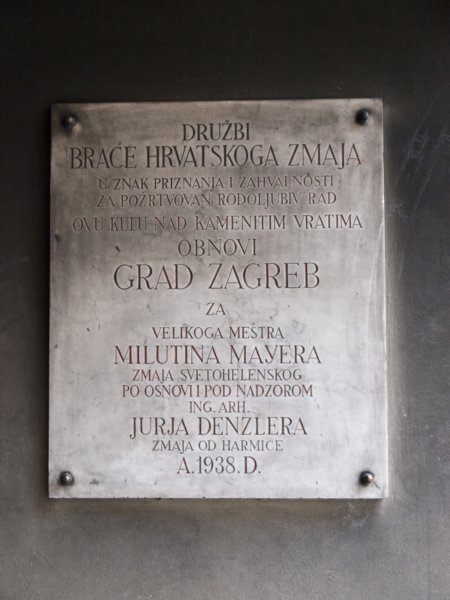 DRUŽBI
BRAĆE HRVATSKOGA ZMAJA
U ZNAK PRIZNANJA I ZAHVALNOSTI
ZA POŽRTVOVAN RODOLJUBIV RAD
OVU KULU NAD KAMENITIM VRATIMA
OBNOVI
GRAD ZAGREB
ZA
VELIKOGA MEŠTRA
MILUTINA MAYERA
ZMAJA SVETOHELENSKOG
PO OSNOVI I POD NADZOROM
ING. ARH.
JURJA DENZLERA
ZMAJA OD HARMICE
A.1938.D.